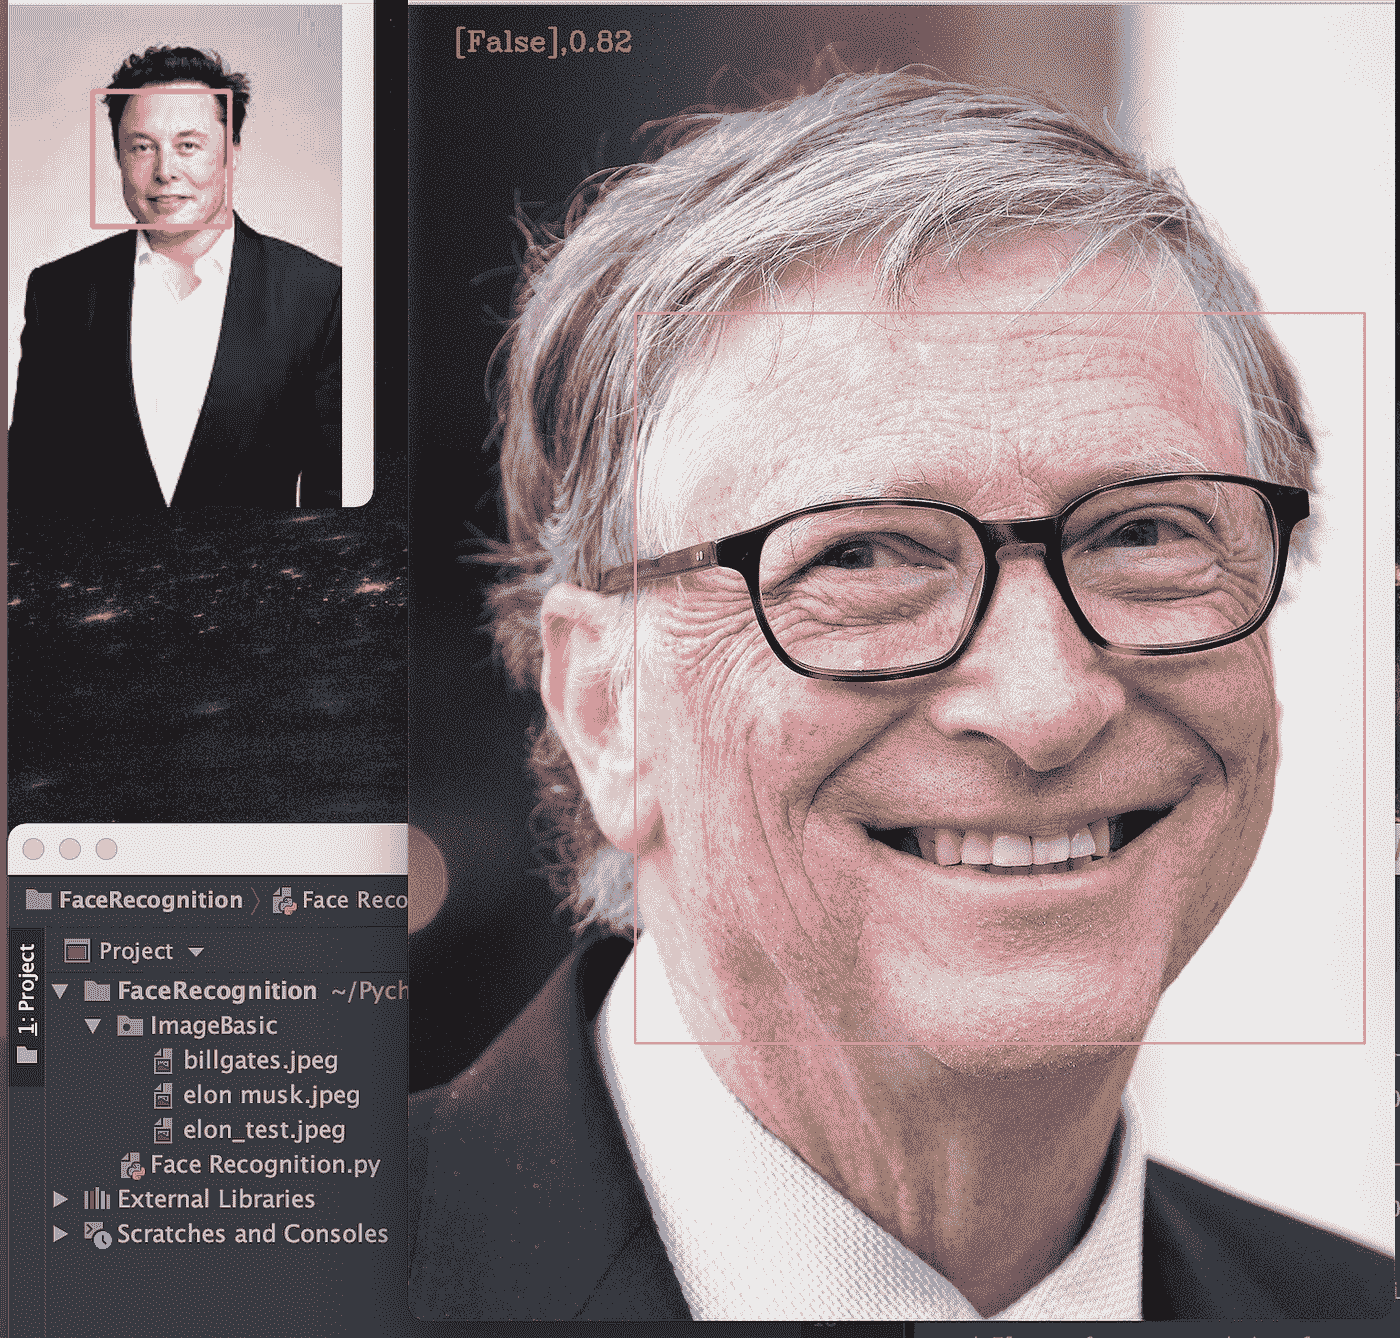 [False],0.82
FaceRecognition
Face Reco
1: Project
Project
FaceRecognition ~/Pych
ImageBasic
billgates.jpeg
elon musk.jpeg
elon_test.jpeg
Face Recognition.py
External Libraries
Scratches and Consoles